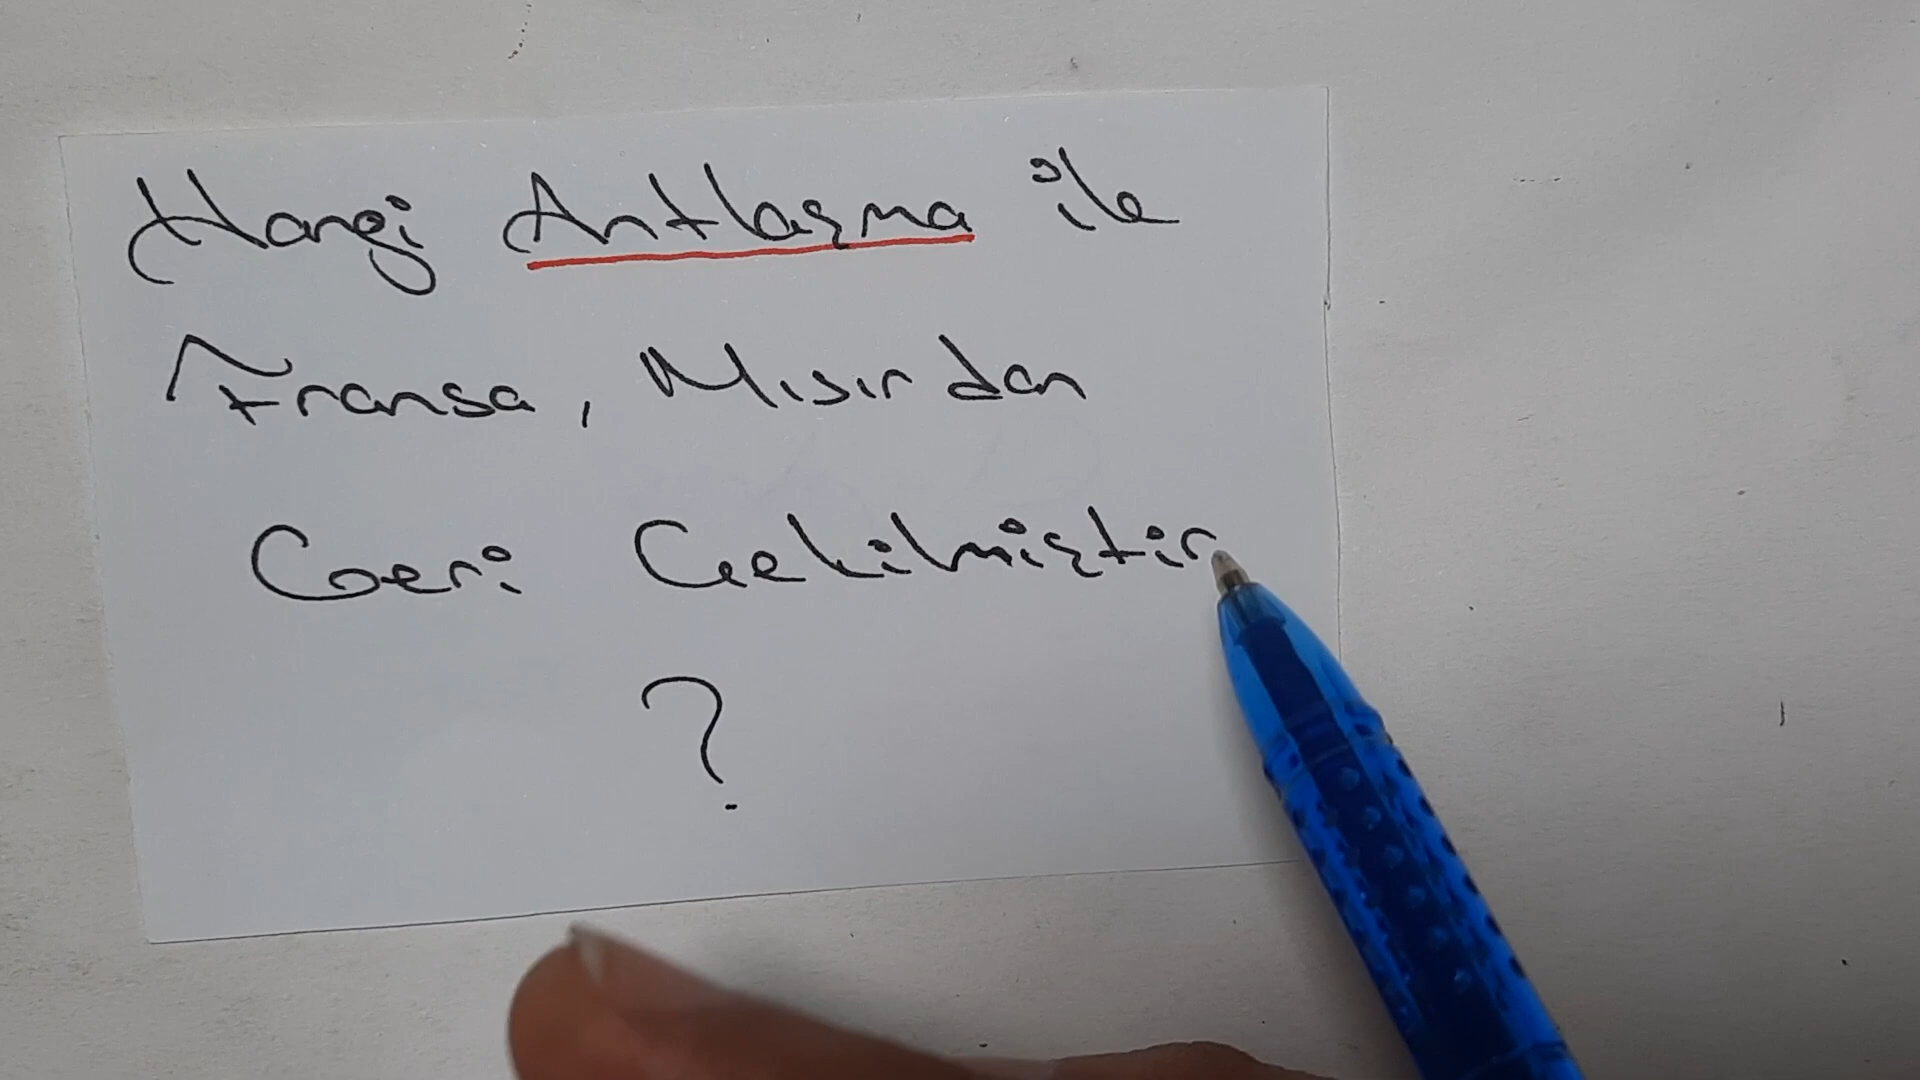 Hangi Antlaşma ile
Fransa, Mısırdan
Geri Çekilmiştir
?